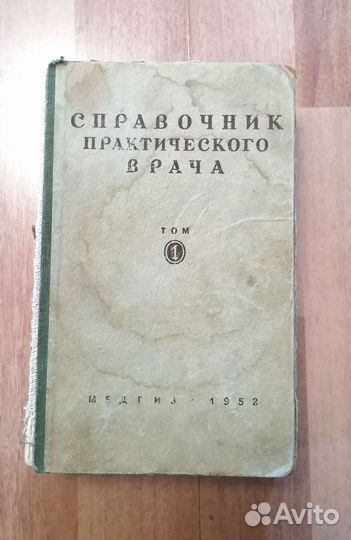 СПРАВОЧНИК
ПРАКТИЧЕСКОГО
ВРАЧА
ТОМ
1
МЕДГИЗ · 1952
Avito